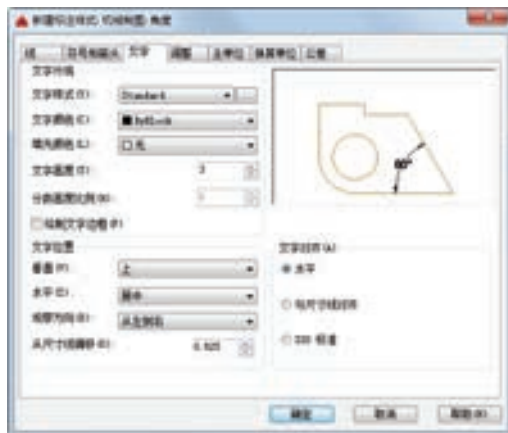 新建标注样式: 机械制图: 角度
线 符号和箭头 文字 调整 主单位 换算单位 公差
文字外观
文字样式(Y): Standard
文字颜色(C): ByBlock
填充颜色(L): 无
文字高度(T): 3
分数高度比例(H): 1
绘制文字边框(F)
60°
文字位置
垂直(V): 上
水平(Z): 居中
观察方向(D): 从左到右
从尺寸线偏移(O): 0.625
文字对齐(A)
水平
与尺寸线对齐
ISO 标准
确定 取消 帮助(H)